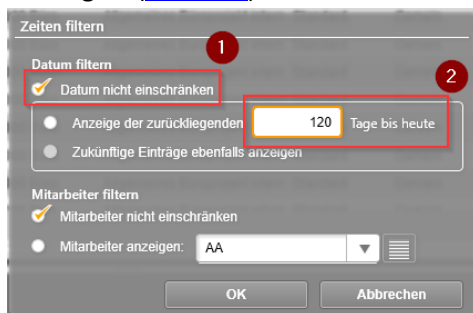 Zeiten filtern
1
Datum filtern
2
Datum nicht einschränken
Anzeige der zurückliegenden 120 Tage bis heute
Zukünftige Einträge ebenfalls anzeigen
Mitarbeiter filtern
Mitarbeiter nicht einschränken
Mitarbeiter anzeigen: AA
OK Abbrechen